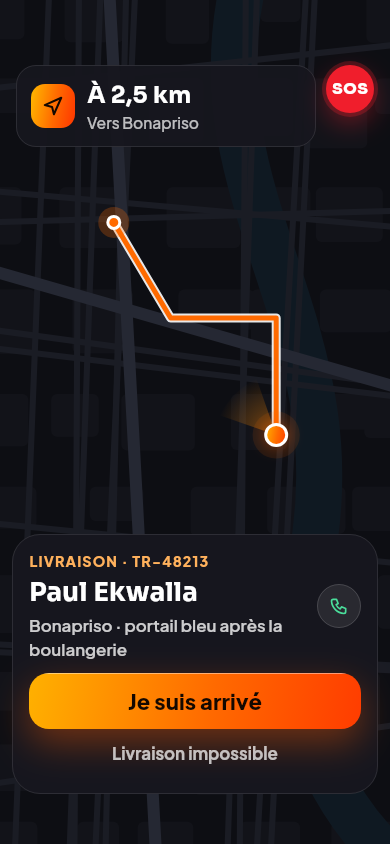 À 2,5 km
Vers Bonapriso
SOS
LIVRAISON · TR-48213
Paul Ekwalla
Bonapriso · portail bleu après la
boulangerie
Je suis arrivé
Livraison impossible